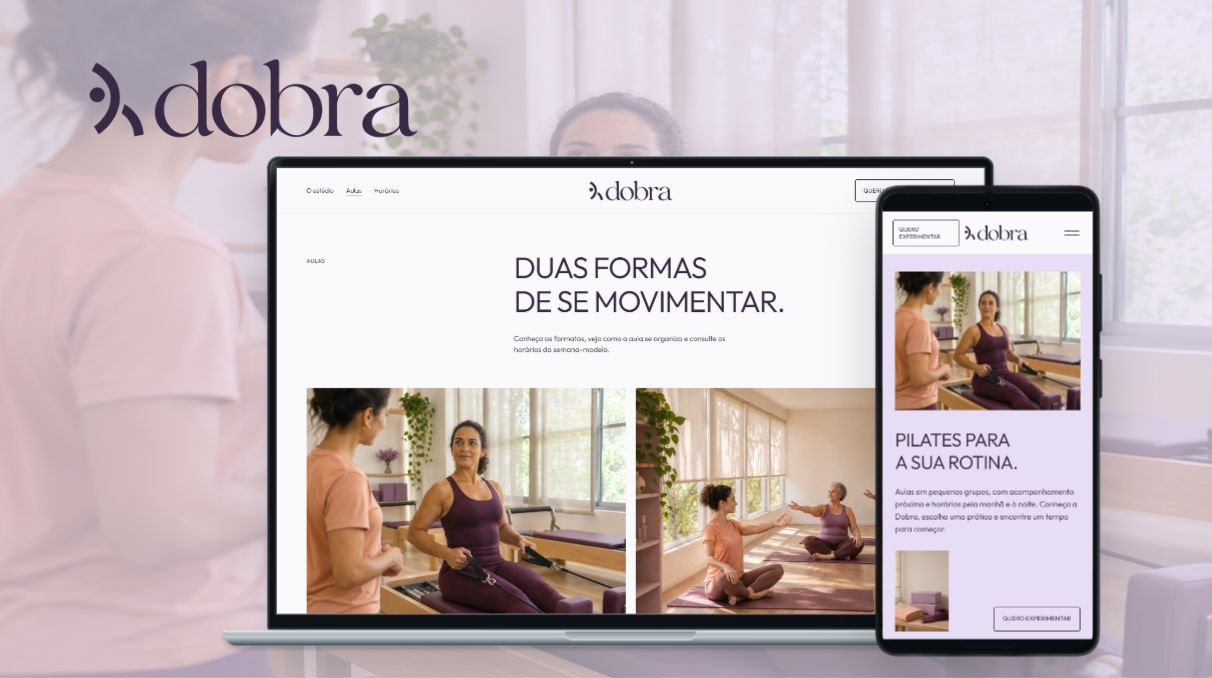 dobra
O estúdio Aulas Horários
dobra
QUERO
AULAS
DUAS FORMAS
DE SE MOVIMENTAR.
Conheça os formatos, veja como a aula se organiza e consulte os
horários da semana-modelo.
QUERO
EXPERIMENTAR
dobra
PILATES PARA
A SUA ROTINA.
Aulas em pequenos grupos, com acompanhamento
próximo e horários pela manhã e à noite. Conheça a
Dobra, escolha uma prática e encontre um tempo
para começar.
QUERO EXPERIMENTAR